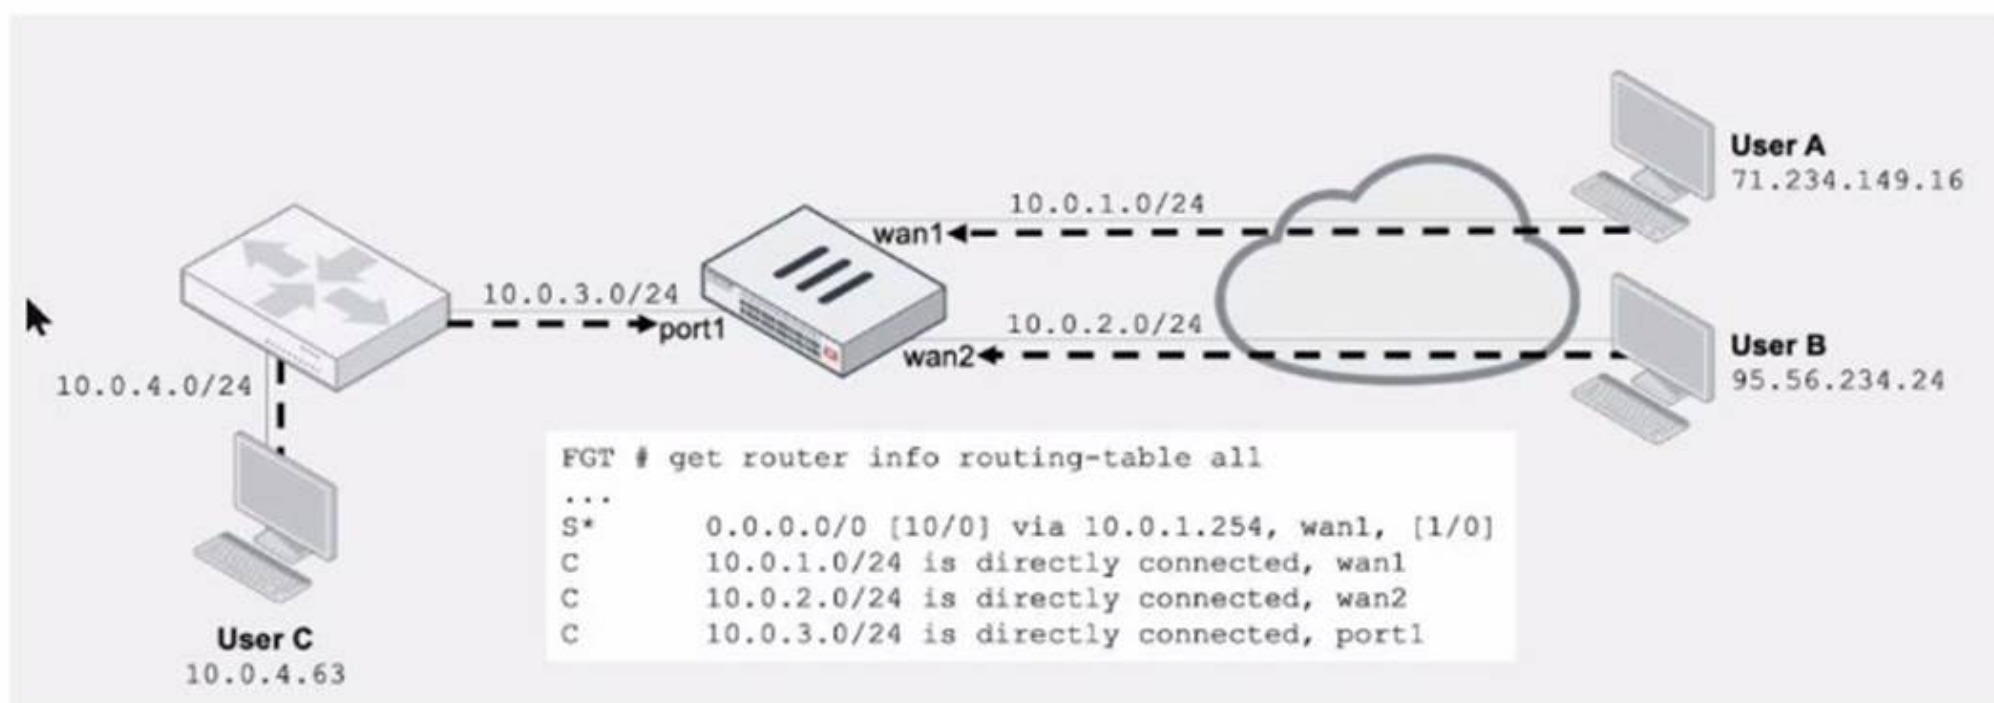 User A
71.234.149.16
10.0.1.0/24
wan1
10.0.3.0/24
port1
10.0.2.0/24
wan2
User B
95.56.234.24
10.0.4.0/24
User C
10.0.4.63
FGT # get router info routing-table all
...
S* 0.0.0.0/0 [10/0] via 10.0.1.254, wan1, [1/0]
C 10.0.1.0/24 is directly connected, wan1
C 10.0.2.0/24 is directly connected, wan2
C 10.0.3.0/24 is directly connected, port1